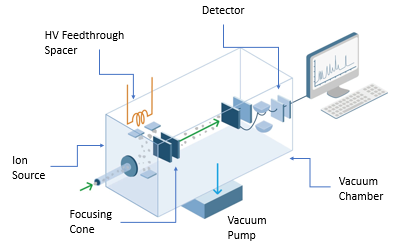 Detector
HV Feedthrough
Spacer
Ion
Source
Focusing
Cone
Vacuum
Pump
Vacuum
Chamber